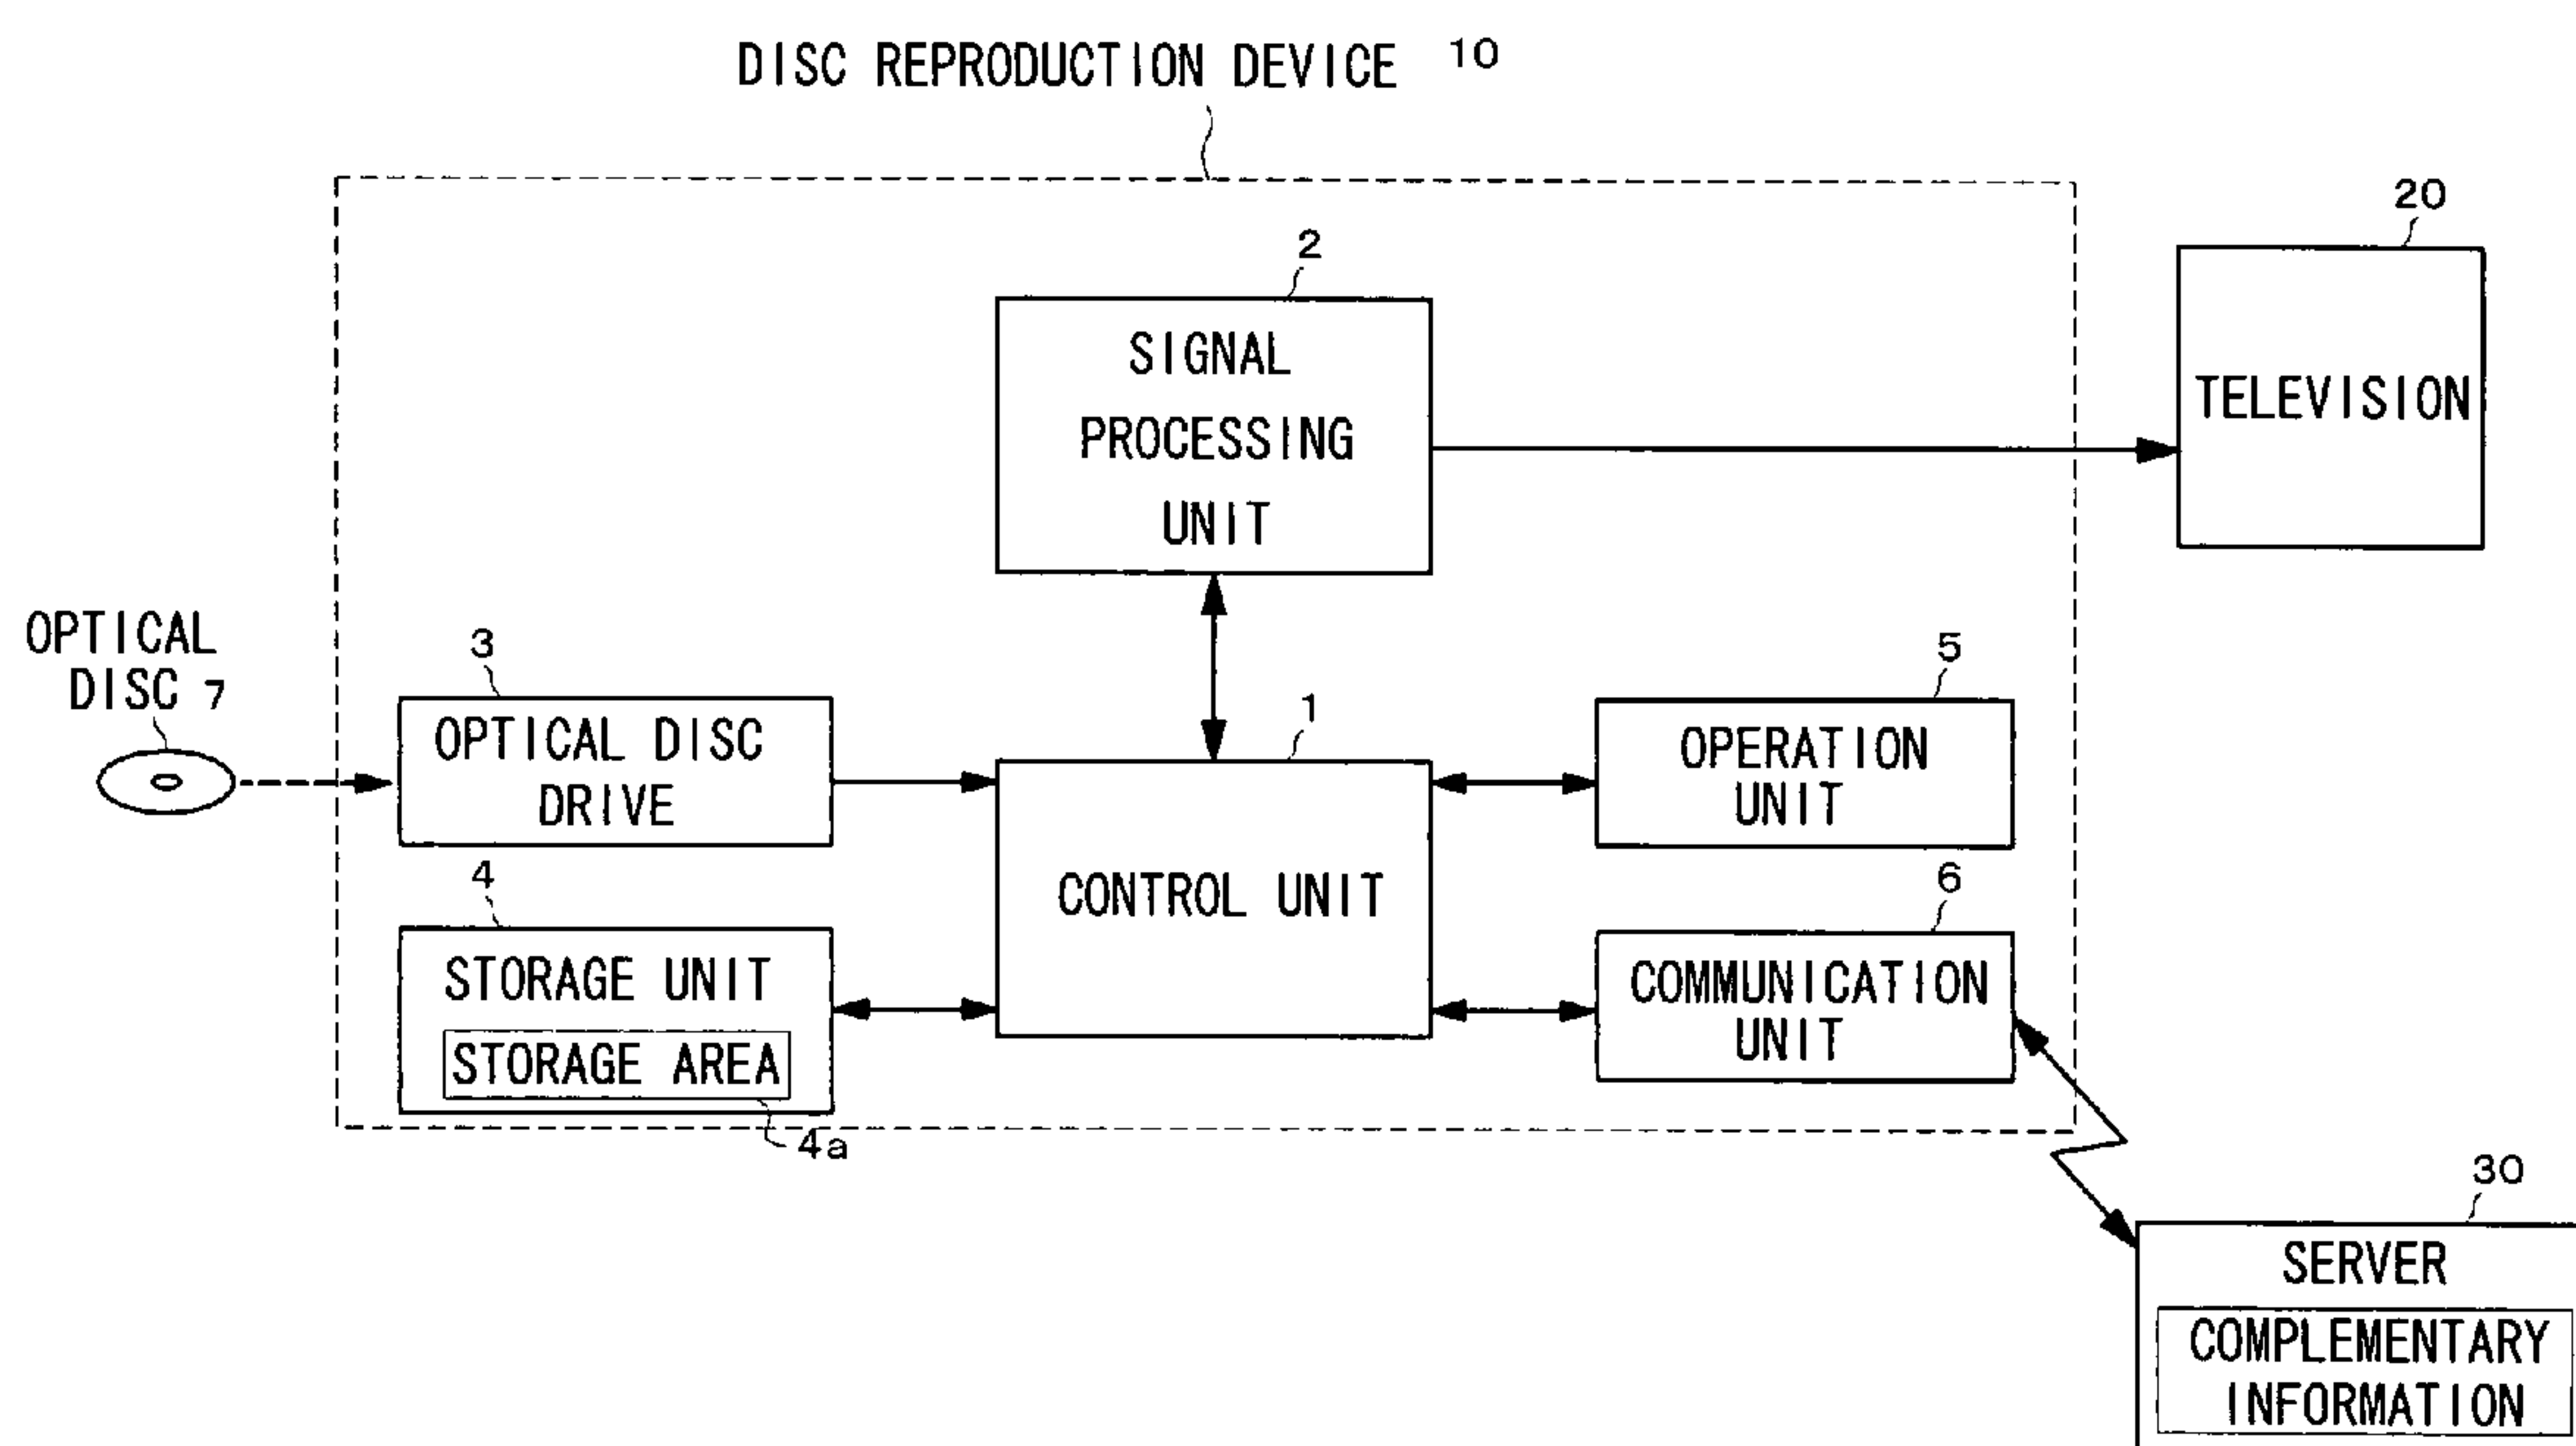 DISC REPRODUCTION DEVICE 10
20
TELEVISION
2
SIGNAL
PROCESSING
UNIT
OPTICAL
DISC 7
3
OPTICAL DISC
DRIVE
1
CONTROL UNIT
5
OPERATION
UNIT
4
STORAGE UNIT
STORAGE AREA
4a
6
COMMUNICATION
UNIT
30
SERVER
COMPLEMENTARY
INFORMATION